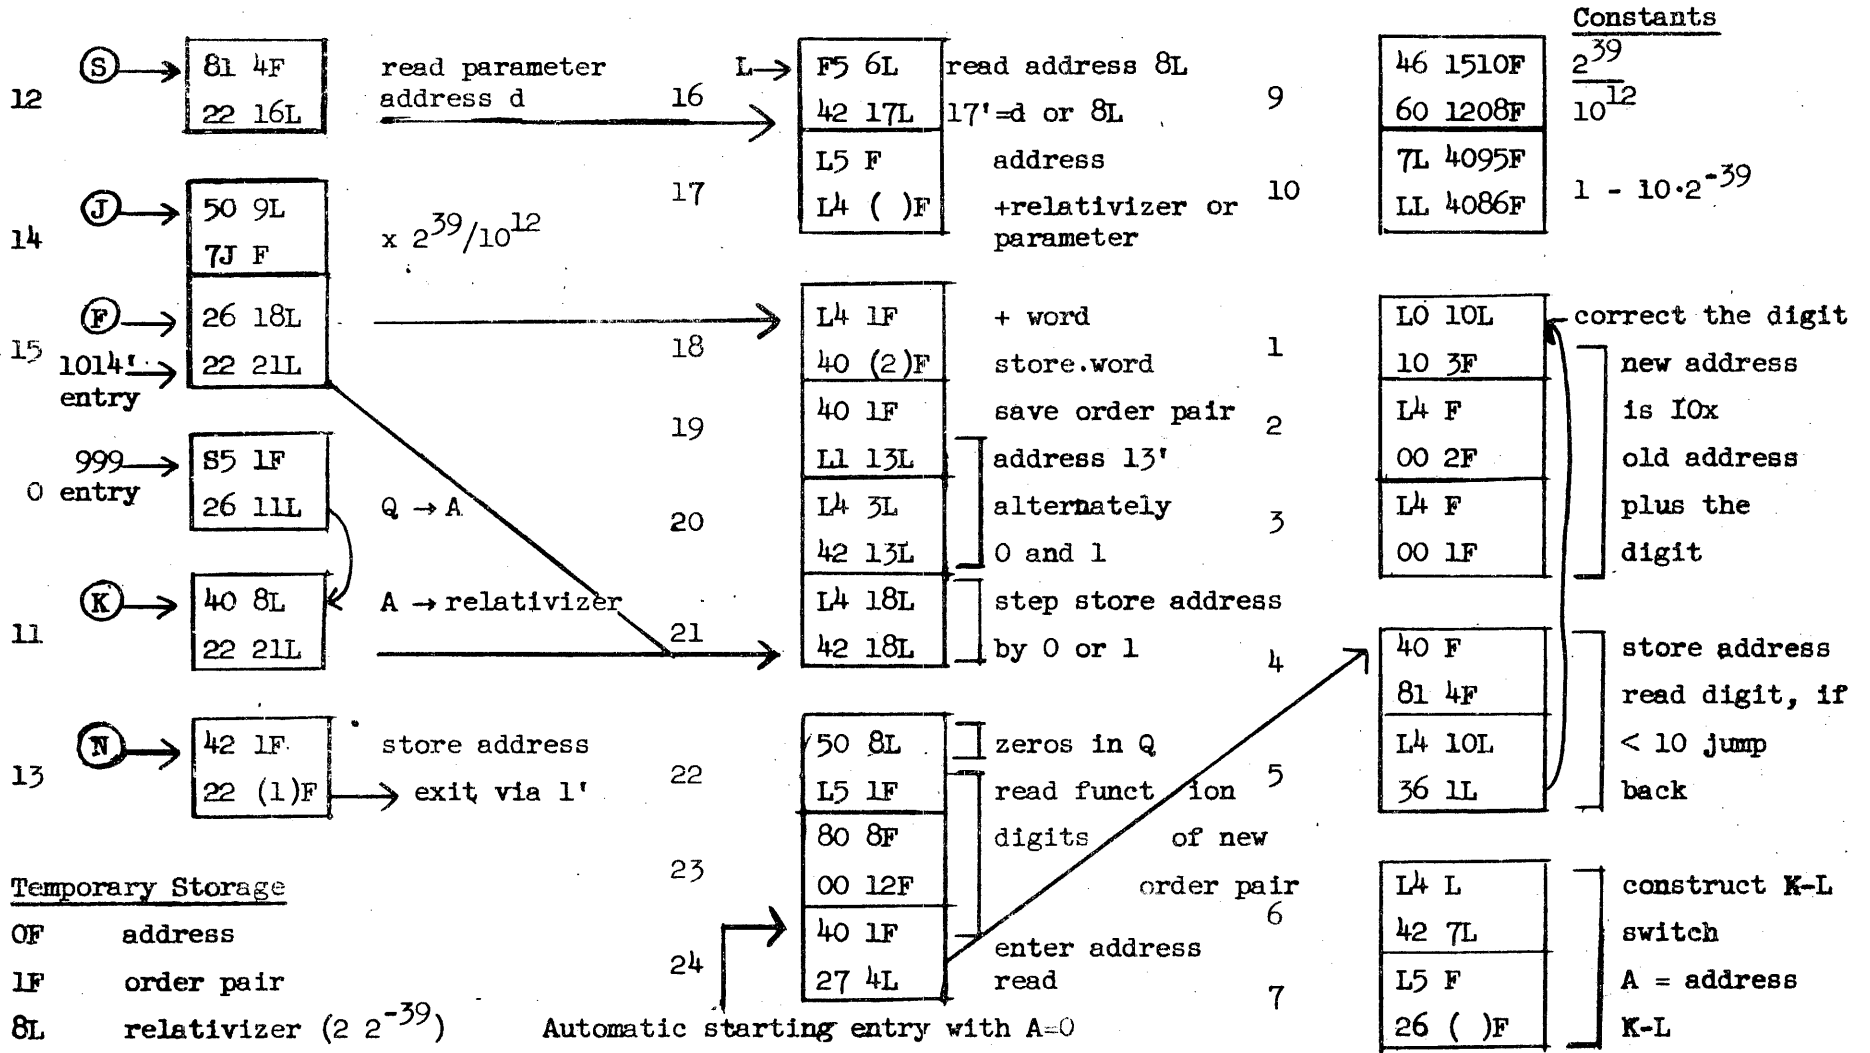 S 81 4F read parameter
12 22 16L address d
J 50 9L
14 7J F x 2^39/10^12
F 26 18L
15 1014' entry 22 21L
999 entry S5 1F
0 26 11L Q → A
K 40 8L A → relativizer
11 22 21L
N 42 1F store address
13 22 (1)F → exit via 1'
Temporary Storage
0F address
1F order pair
8L relativizer (2 2^-39)
L→ F5 6L read address 8L
16 42 17L 17'=d or 8L
L5 F address
17 L4 ( )F +relativizer or
parameter
L4 1F + word
18 40 (2)F store.word
40 1F save order pair
19 L1 13L address 13'
L4 3L alternately
20 42 13L 0 and 1
L4 18L step store address
21 42 18L by 0 or 1
50 8L zeros in Q
22 L5 1F read funct ion
80 8F digits of new
23 00 12F order pair
40 1F enter address
24 27 4L read
Automatic starting entry with A=0
Constants
46 1510F 2^39
9 60 1208F 10^12
7L 4095F
10 LL 4086F 1 - 10·2^-39
L0 10L correct the digit
1 10 3F new address
L4 F is 10x
2 00 2F old address
L4 F plus the
3 00 1F digit
40 F store address
4 81 4F read digit, if
L4 10L < 10 jump
5 36 1L back
L4 L construct K-L
6 42 7L switch
L5 F A = address
7 26 ( )F K-L